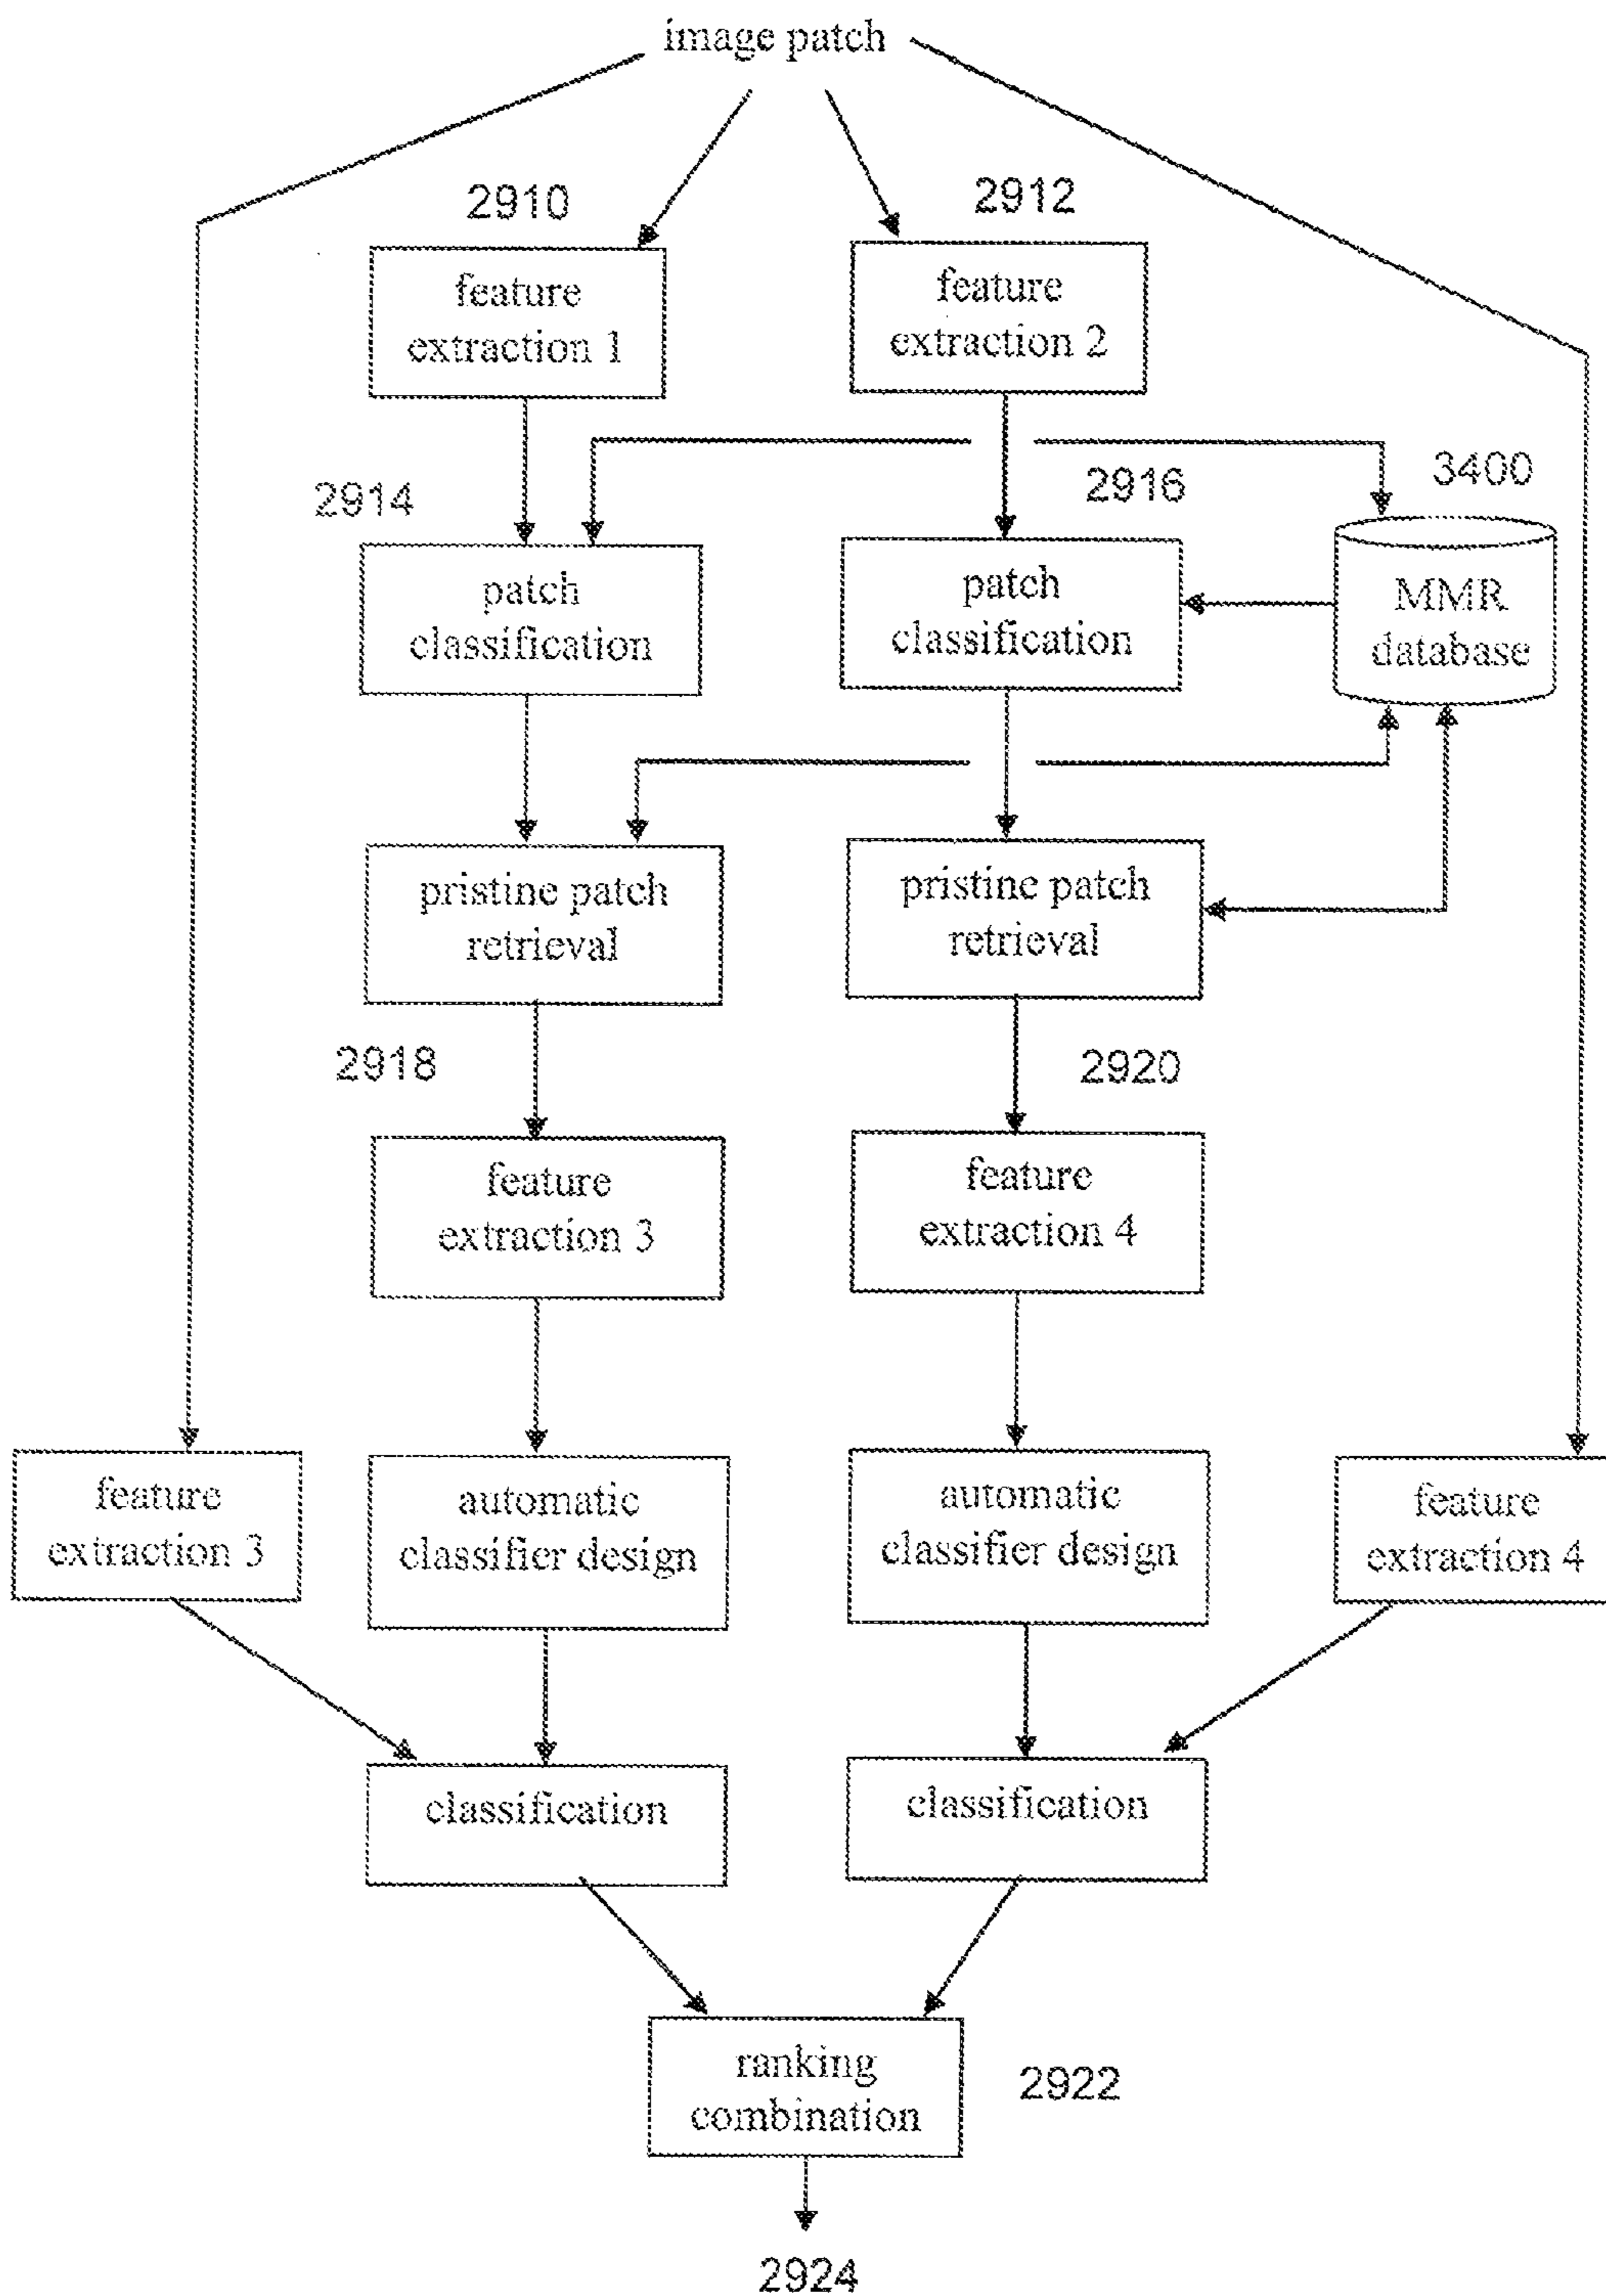 image patch
2910
2912
feature
extraction 1
feature
extraction 2
2914
2916
3400
patch
classification
patch
classification
MMR
database
pristine patch
retrieval
pristine patch
retrieval
2918
2920
feature
extraction 3
feature
extraction 4
feature
extraction 3
automatic
classifier design
automatic
classifier design
feature
extraction 4
classification
classification
ranking
combination
2922
2924